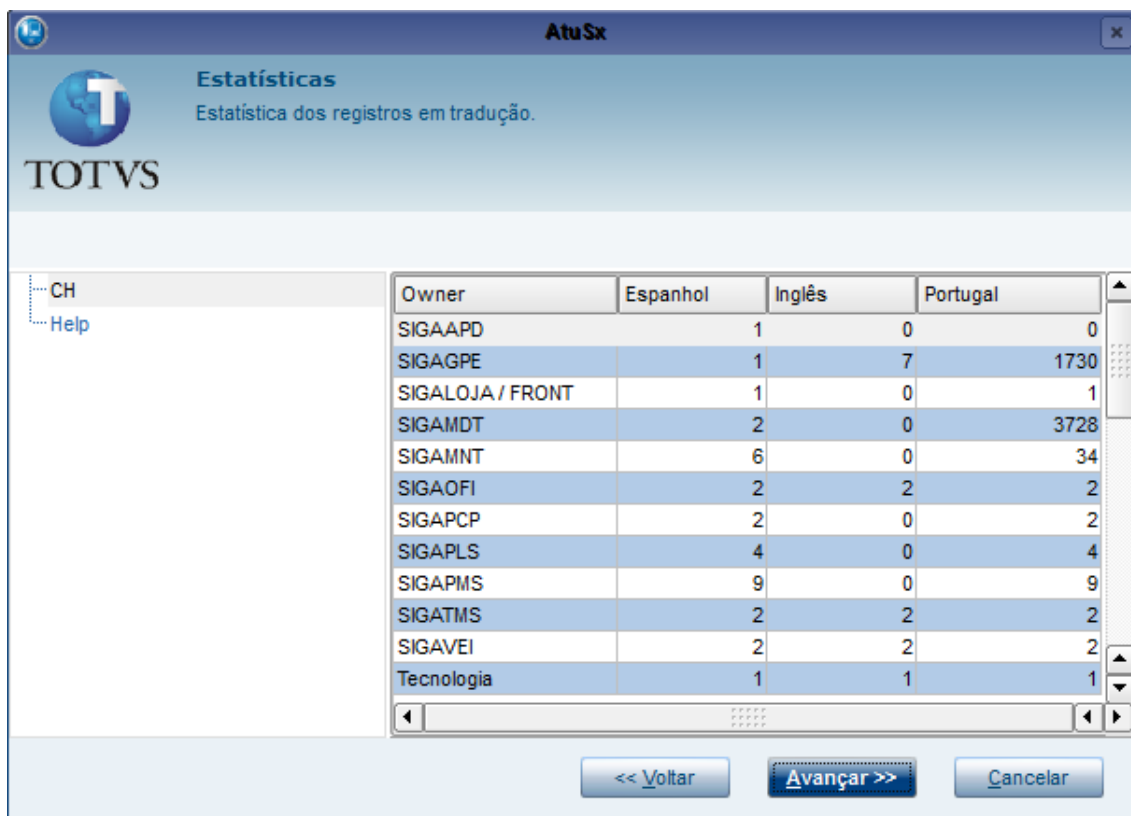 AtuSx
Estatísticas
Estatística dos registros em tradução.
TOTVS
CH
Help
Owner Espanhol Inglês Portugal
SIGAAPD 1 0 0
SIGAGPE 1 7 1730
SIGALOJA / FRONT 1 0 1
SIGAMDT 2 0 3728
SIGAMNT 6 0 34
SIGAOFI 2 2 2
SIGAPCP 2 0 2
SIGAPLS 4 0 4
SIGAPMS 9 0 9
SIGATMS 2 2 2
SIGAVEI 2 2 2
Tecnologia 1 1 1
<< Voltar Avançar >> Cancelar